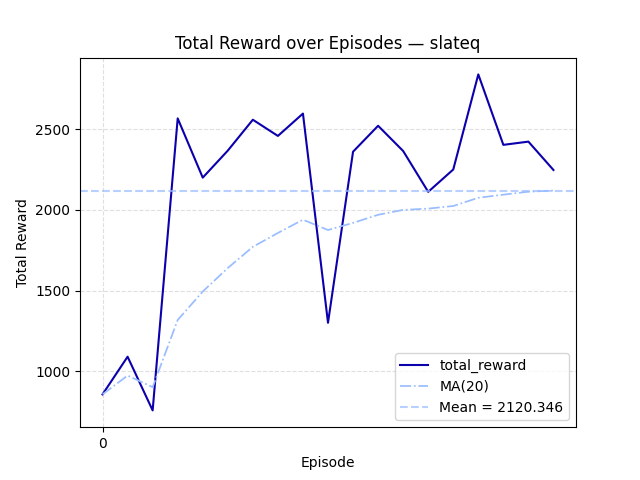 Total Reward over Episodes — slateq
Total Reward
2500
2000
1500
1000
total_reward
MA(20)
Mean = 2120.346
0
Episode